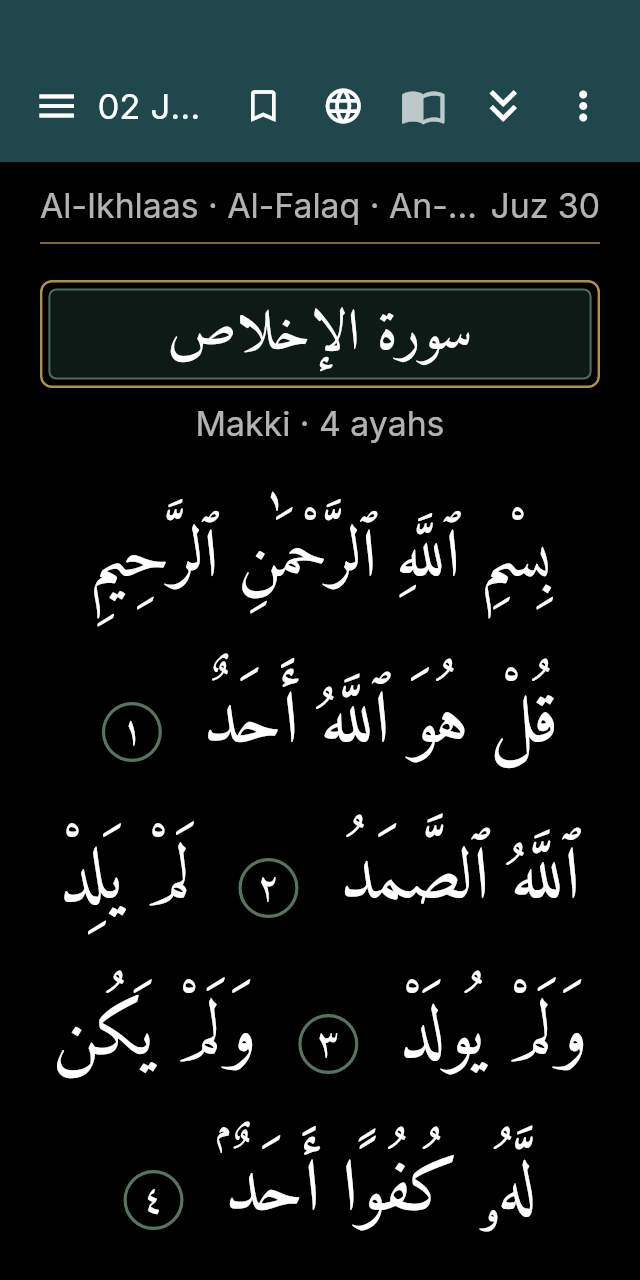 02 J...
Al-Ikhlaas · Al-Falaq · An-... Juz 30
سورة الإخلاص
Makki · 4 ayahs
بِسْمِ ٱللَّهِ ٱلرَّحْمَٰنِ ٱلرَّحِيمِ
قُلْ هُوَ ٱللَّهُ أَحَدٌ ١
ٱللَّهُ ٱلصَّمَدُ ٢ لَمْ يَلِدْ
وَلَمْ يُولَدْ ٣ وَلَمْ يَكُن
لَّهُۥ كُفُوًا أَحَدٌۢ ٤